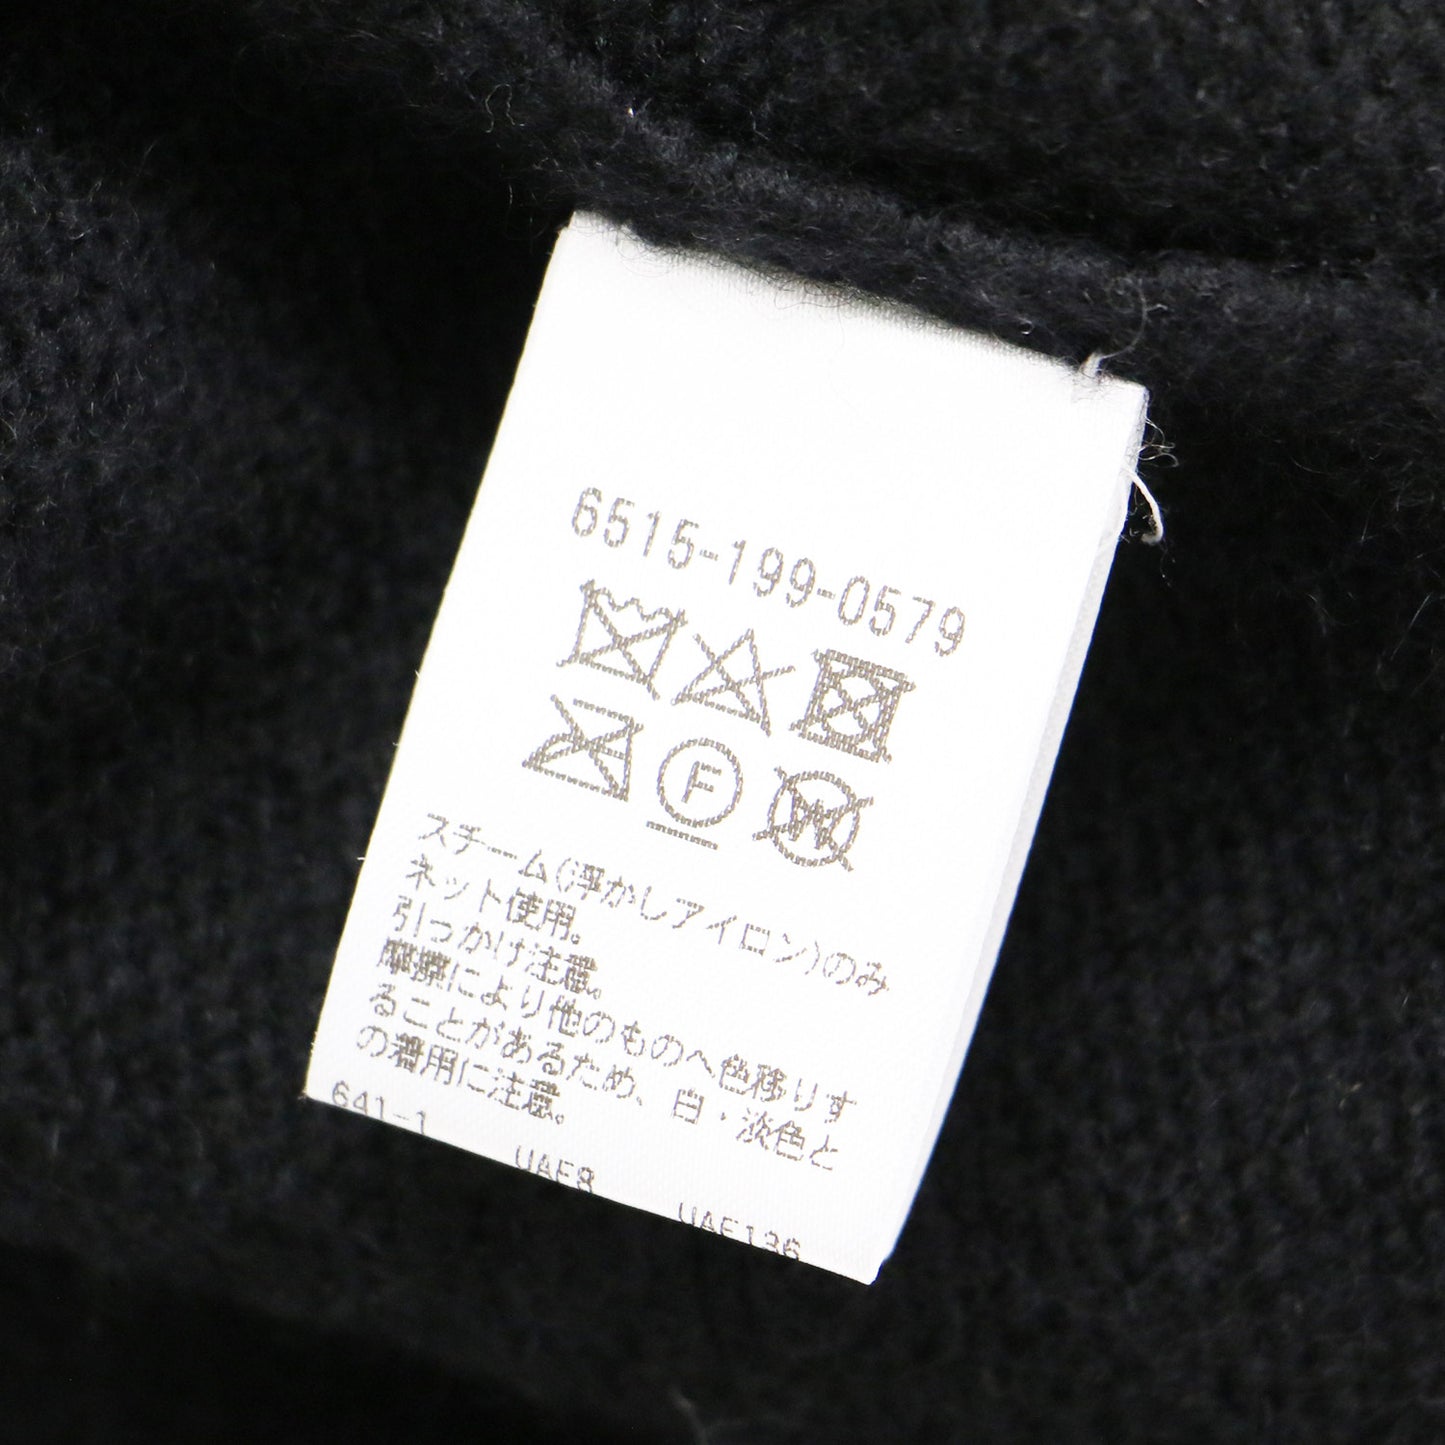 6515-199-0579
F
W
スチーム(浮かしアイロン)のみ
ネット使用。
引っかけ注意。
摩擦により他のものへ色移りす
ることがあるため、白・淡色と
の着用に注意。
641-1 UAE8 UAE136